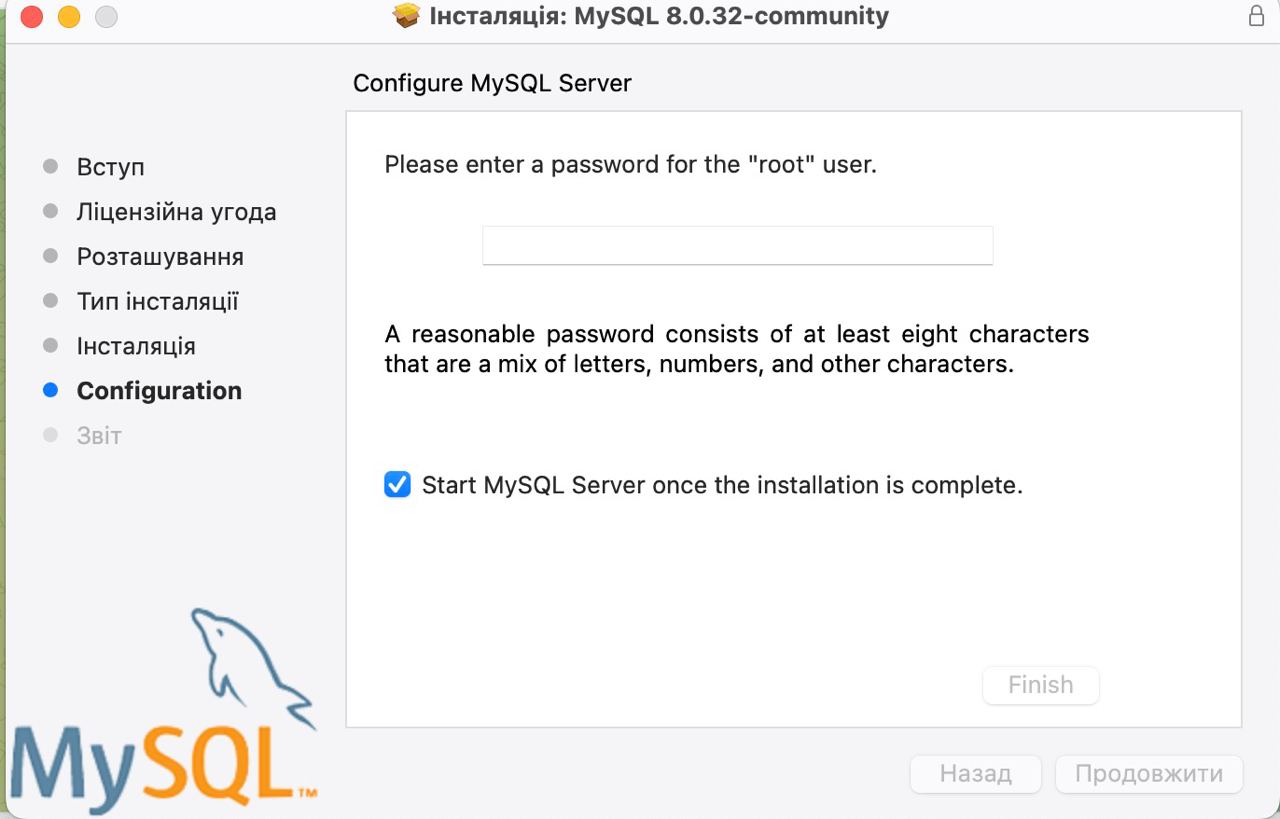 Інсталяція: MySQL 8.0.32-community
Configure MySQL Server
Вступ
Ліцензійна угода
Розташування
Тип інсталяції
Інсталяція
Configuration
Звіт
Please enter a password for the "root" user.
A reasonable password consists of at least eight characters
that are a mix of letters, numbers, and other characters.
Start MySQL Server once the installation is complete.
Finish
MySQL™
Назад
Продовжити